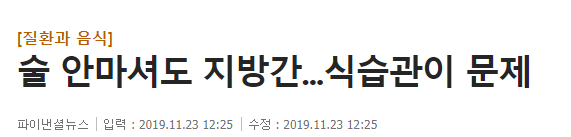 [질환과 음식]
술 안마셔도 지방간...식습관이 문제
파이낸셜뉴스 | 입력 : 2019.11.23 12:25 | 수정 : 2019.11.23 12:25